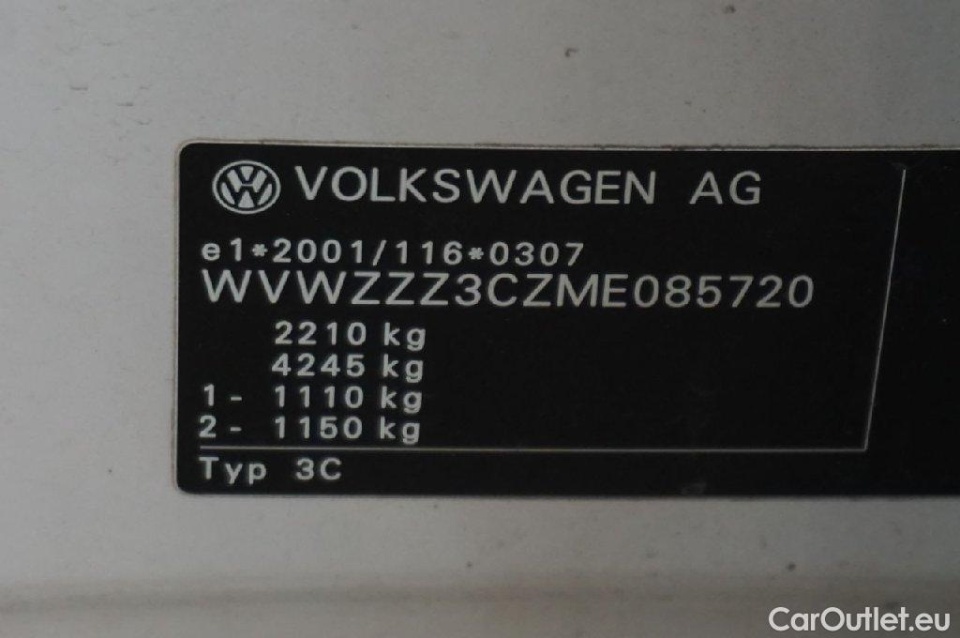 VOLKSWAGEN AG
e1*2001/116*0307
WVWZZZ3CZME085720
2210 kg
4245 kg
1- 1110 kg
2- 1150 kg
Typ 3C
CarOutlet.eu